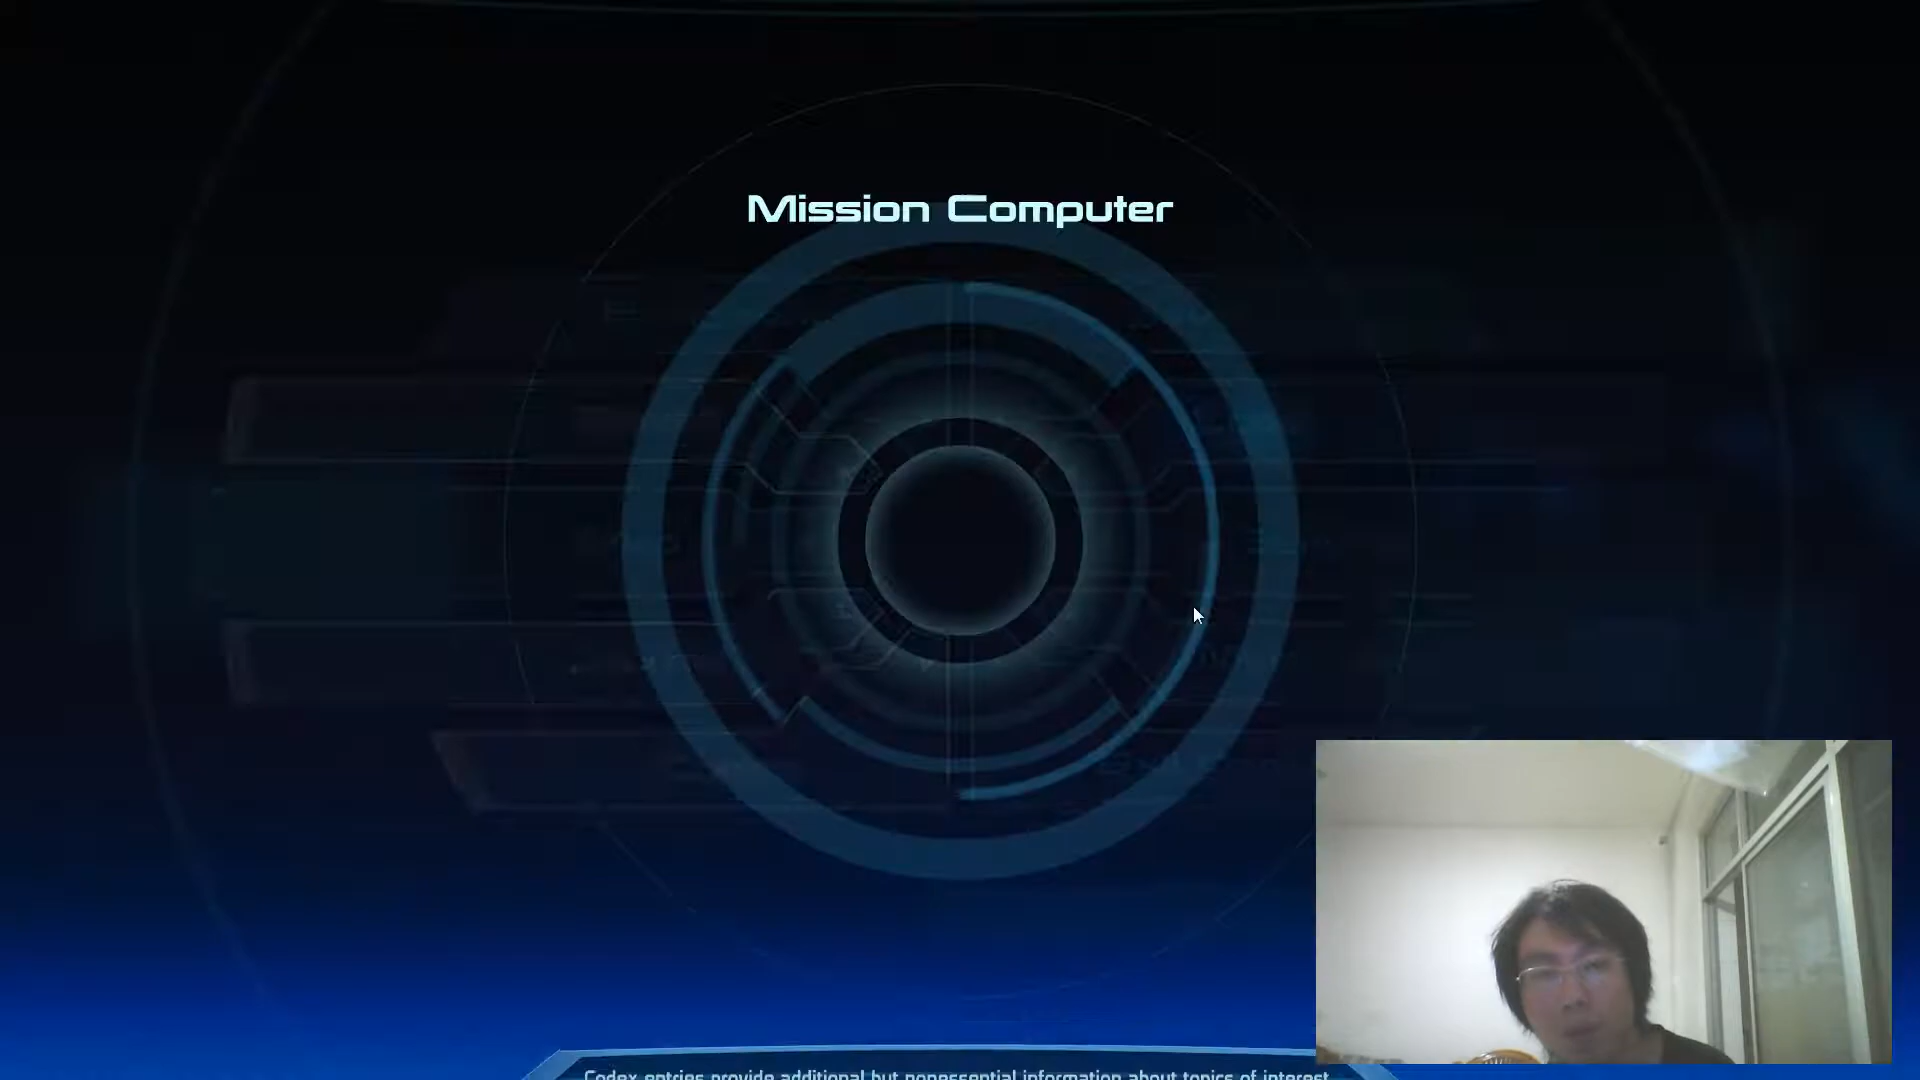 Mission Computer
Codex entries provide additional but nonessential information about topics of interest.